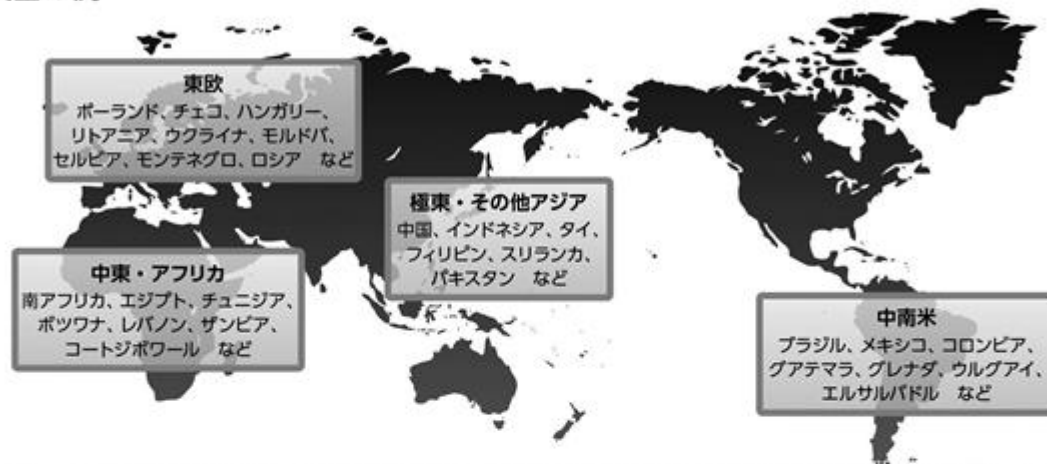 東欧
ポーランド、チェコ、ハンガリー、
リトアニア、ウクライナ、モルドバ、
セルビア、モンテネグロ、ロシア　など
極東・その他アジア
中国、インドネシア、タイ、
フィリピン、スリランカ、
パキスタン　など
中東・アフリカ
南アフリカ、エジプト、チュニジア、
ボツワナ、レバノン、ザンビア、
コートジボワール　など
中南米
ブラジル、メキシコ、コロンビア、
グアテマラ、グレナダ、ウルグアイ、
エルサルバドル　など